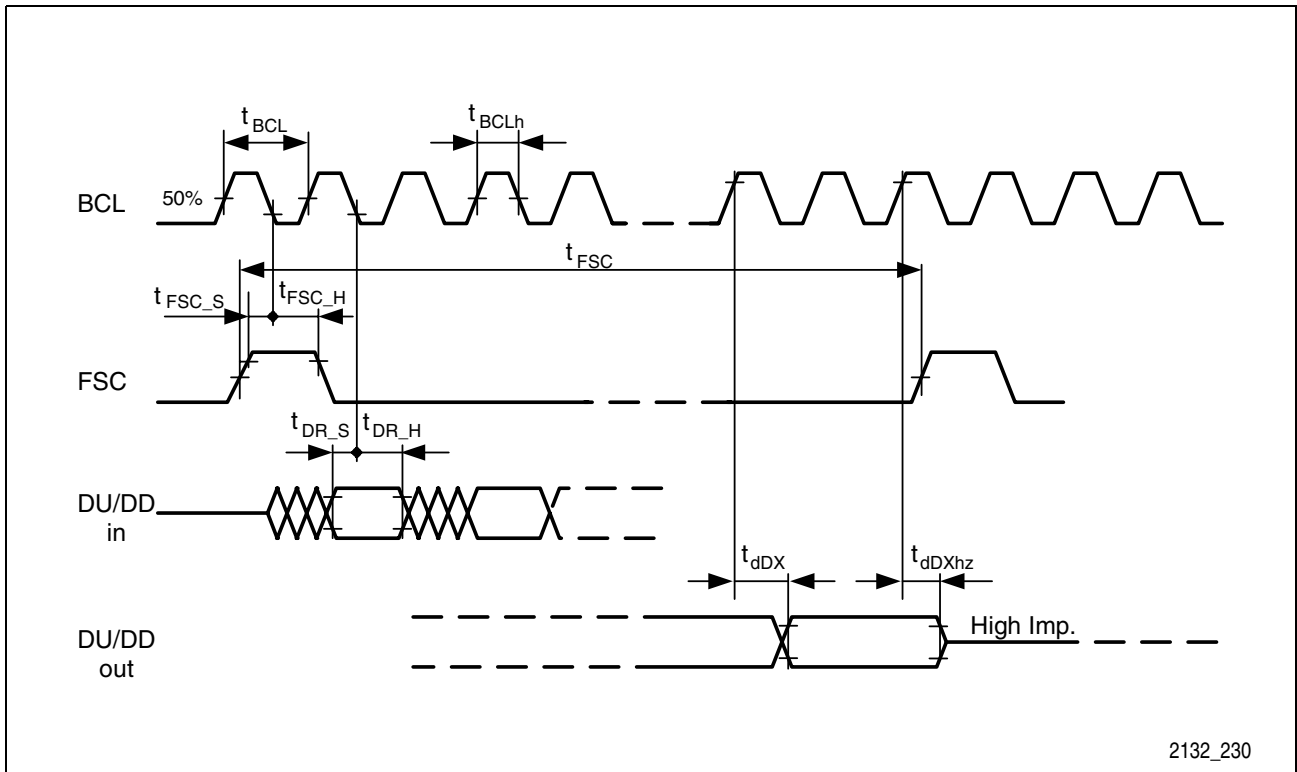 t BCL
t BCLh
BCL
50%
t FSC
t FSC_S
t FSC_H
FSC
t DR_S
t DR_H
DU/DD
in
t dDX
t dDXhz
DU/DD
out
High Imp.
2132_230